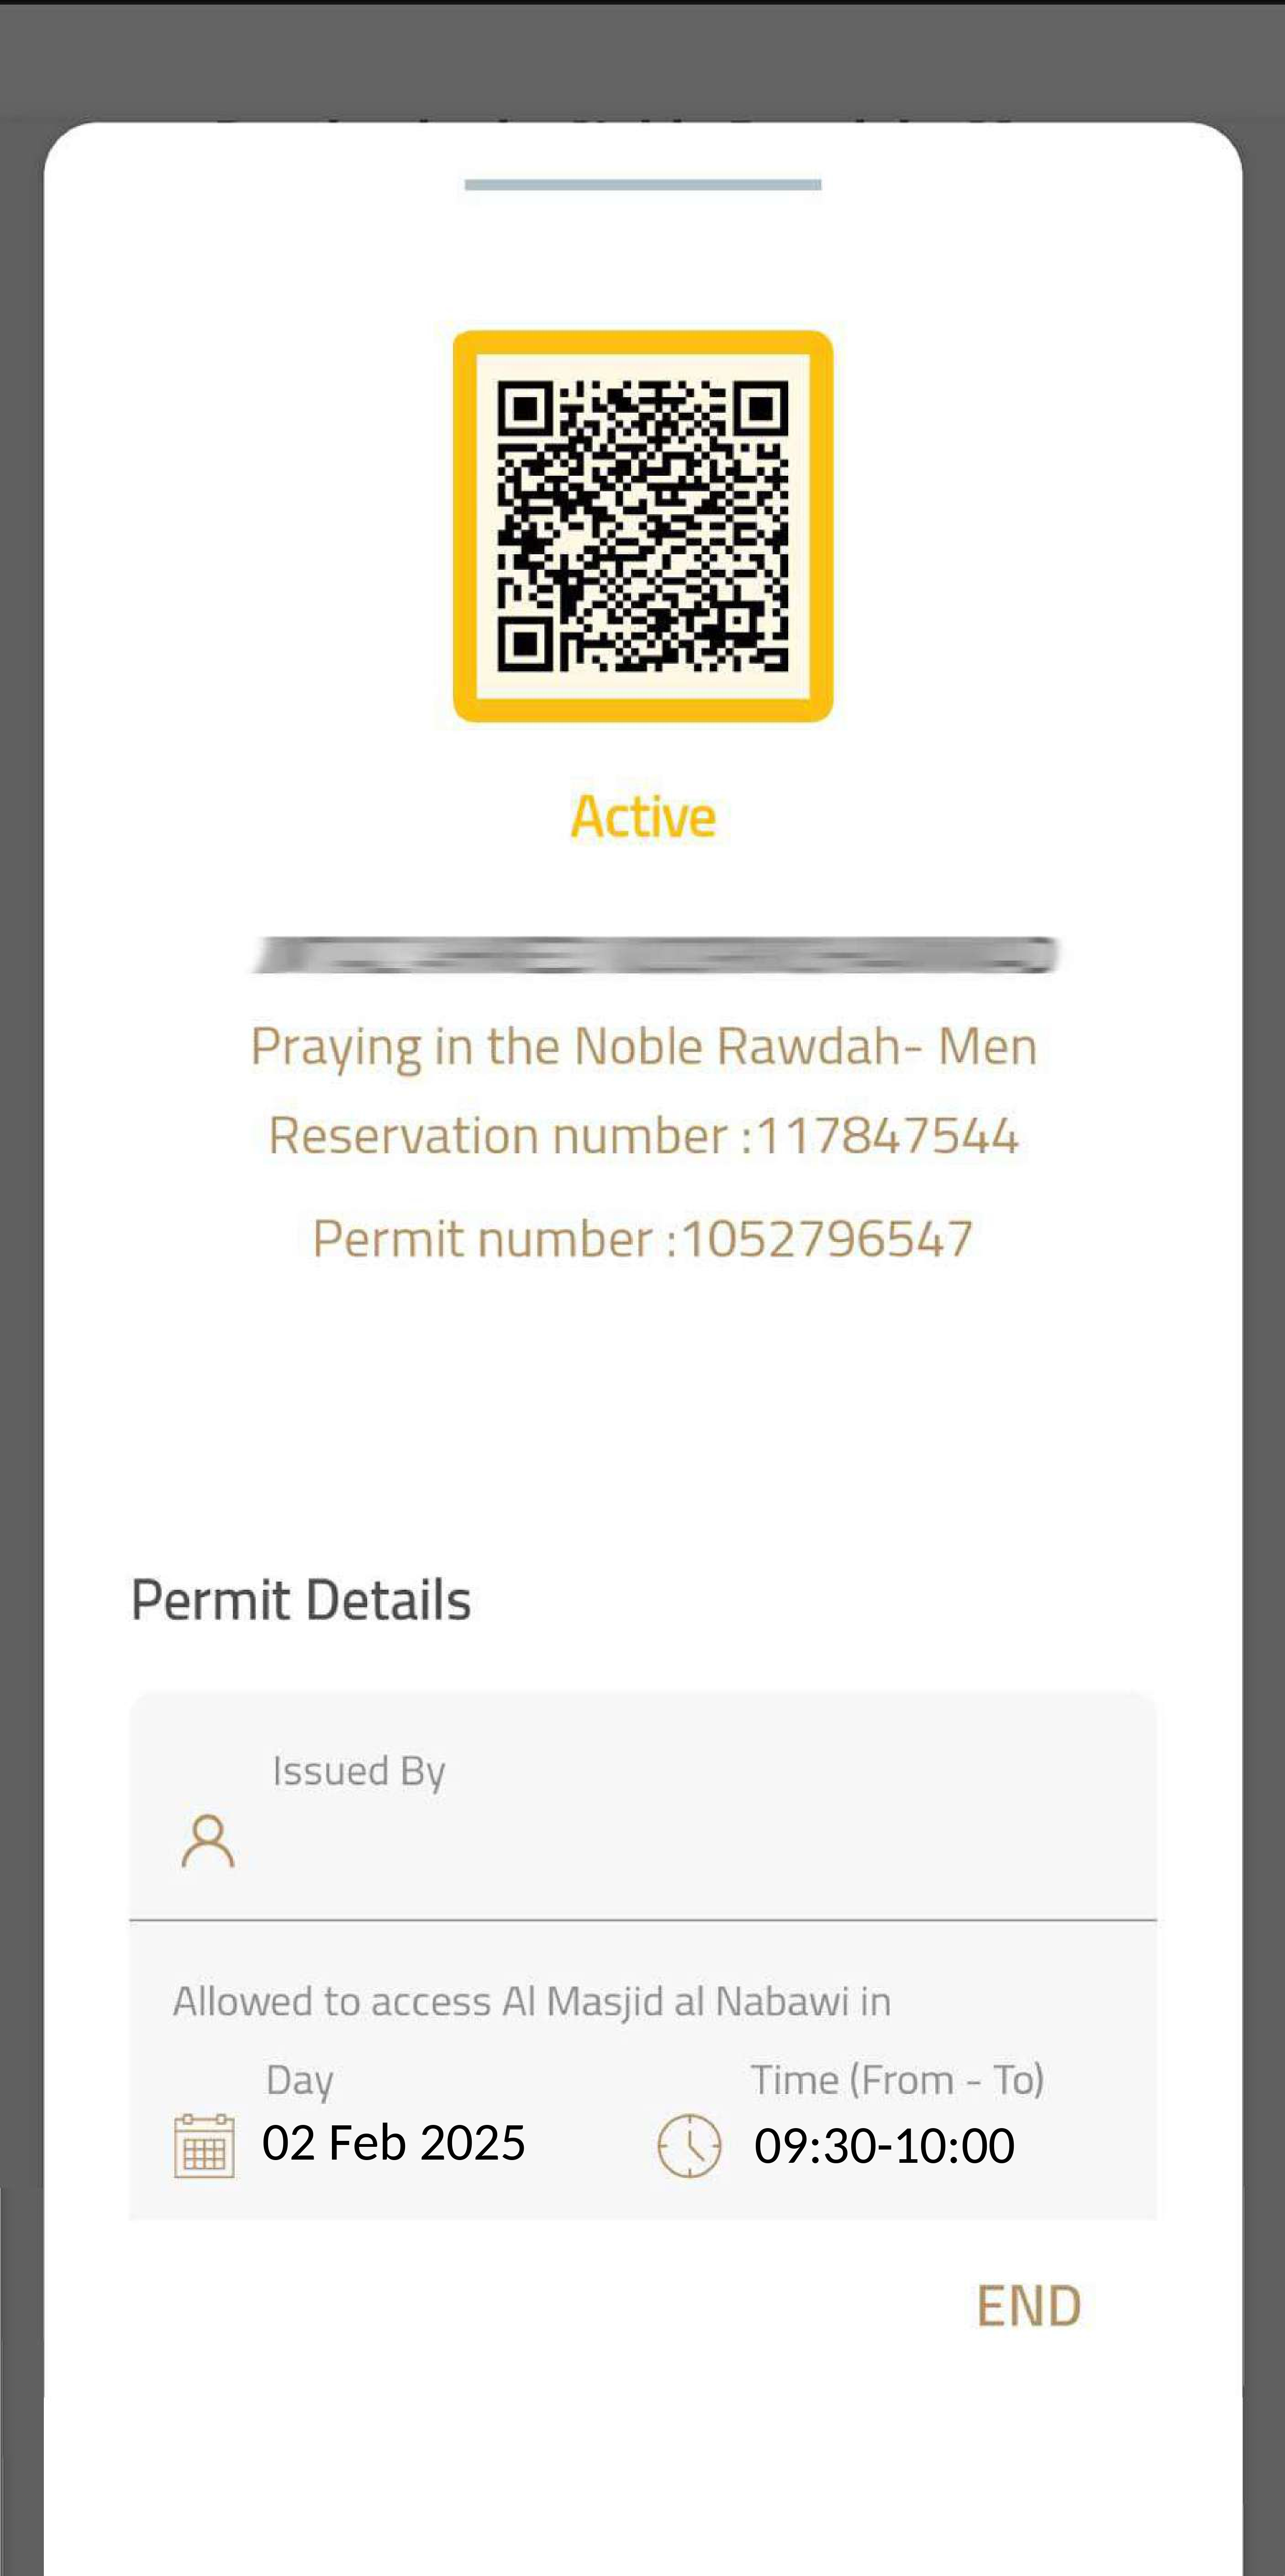 Active
Praying in the Noble Rawdah- Men
Reservation number :117847544
Permit number :1052796547
Permit Details
Issued By
Allowed to access Al Masjid al Nabawi in
Day
Time (From - To)
02 Feb 2025
09:30-10:00
END